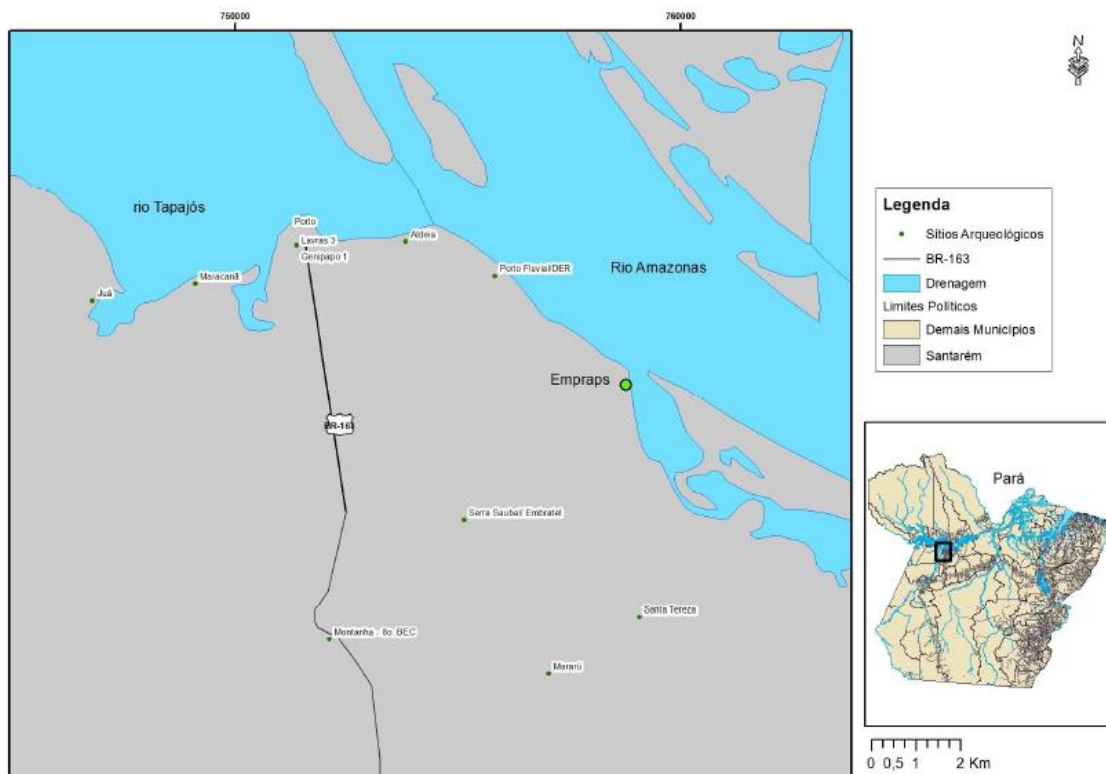 750000
760000
N
rio Tapajós
Porto
Lavras 3
Genipapo 1
Aldeia
Porto Fluvial/DER
Rio Amazonas
Maracanã
Juá
Empraps
BR-163
Serra Saubal/ Embratel
Santa Tereza
Montanha - 8o. BEC
Mararú
Legenda
Sítios Arqueológicos
BR-163
Drenagem
Limites Políticos
Demais Municípios
Santarém
Pará
0 0,5 1 2 Km